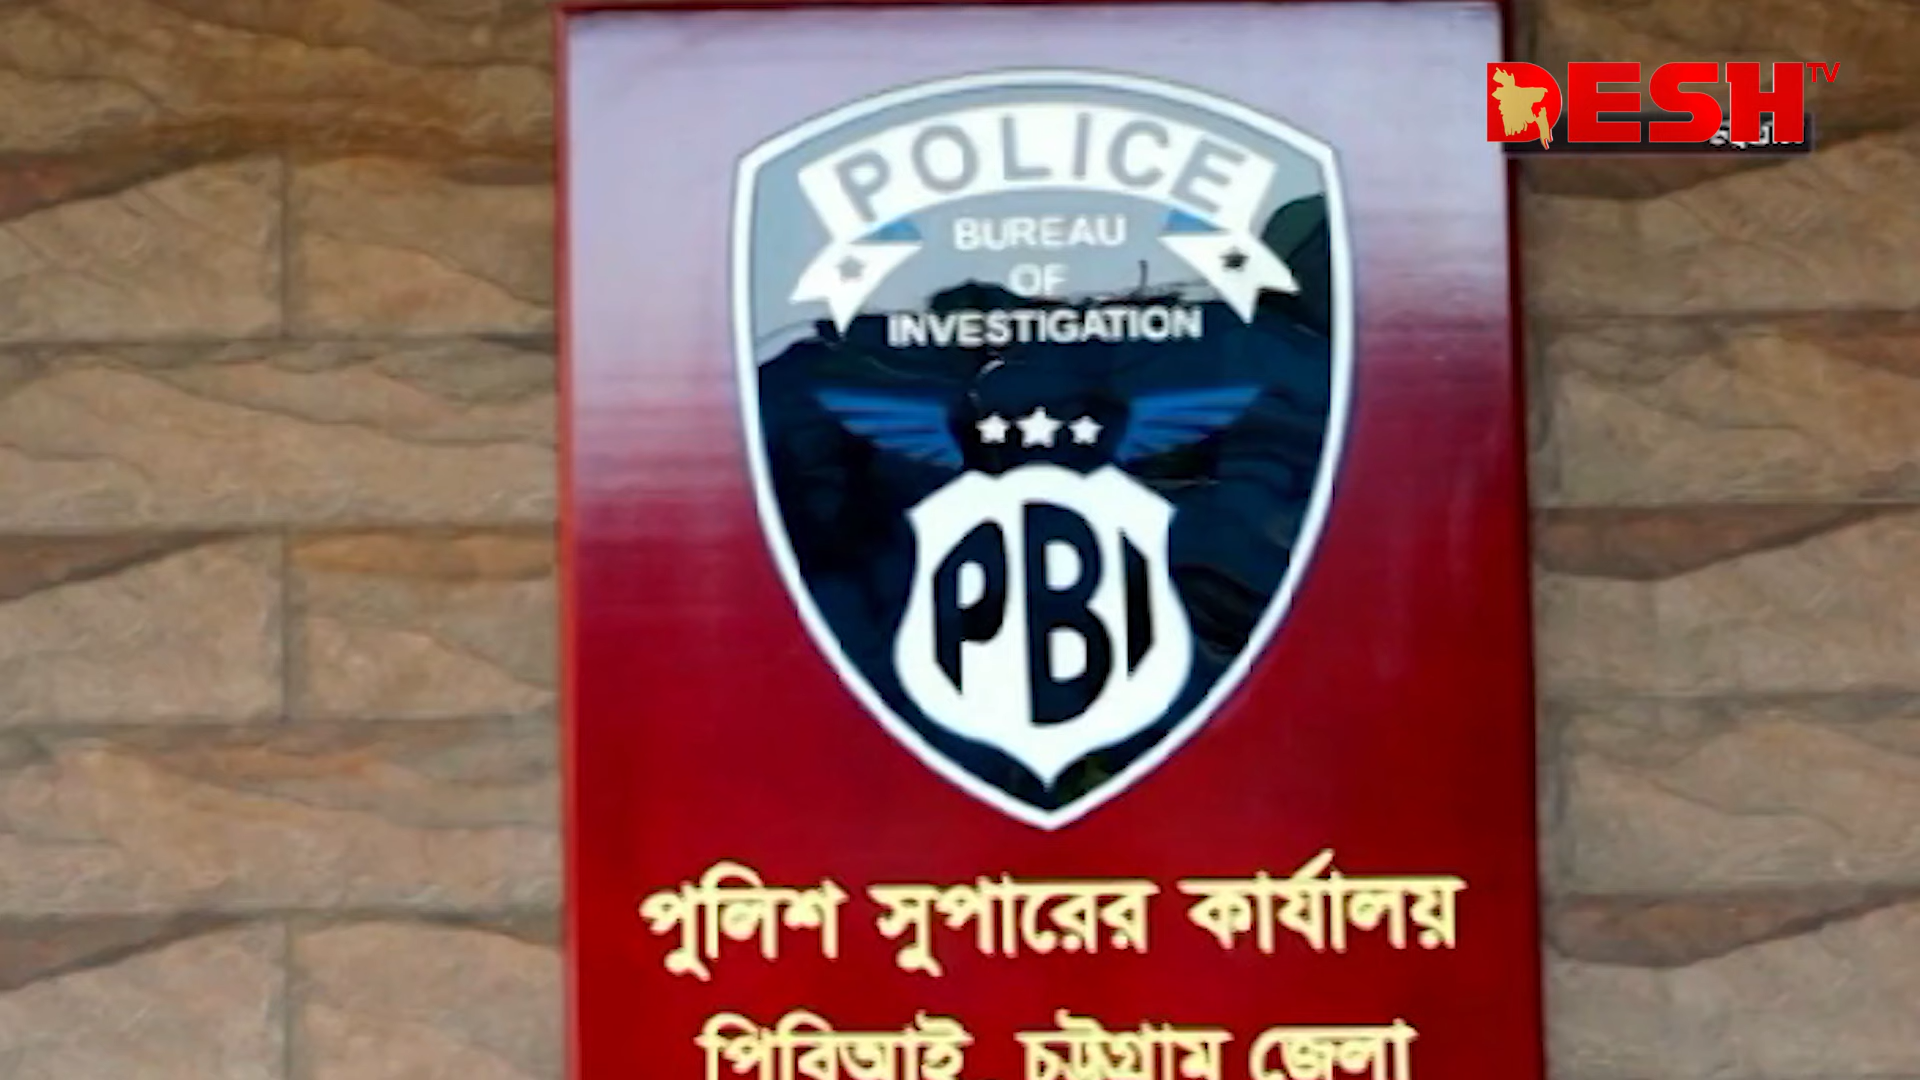 DESH TV
POLICE
BUREAU
OF
INVESTIGATION
PBI
পুলিশ সুপারের কার্যালয়
পিবিআই চট্টগ্রাম জেলা